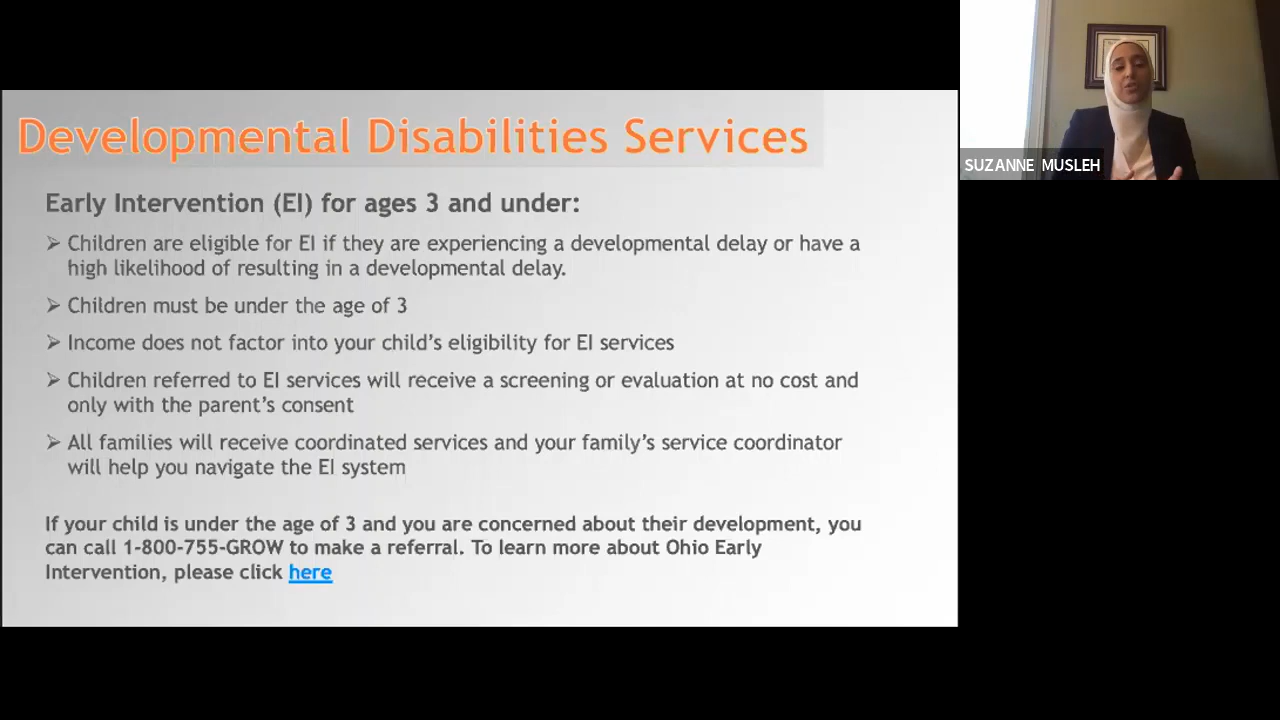 Developmental Disabilities Services
Early Intervention (EI) for ages 3 and under:
Children are eligible for EI if they are experiencing a developmental delay or have a
high likelihood of resulting in a developmental delay.
Children must be under the age of 3
Income does not factor into your child’s eligibility for EI services
Children referred to EI services will receive a screening or evaluation at no cost and
only with the parent’s consent
All families will receive coordinated services and your family’s service coordinator
will help you navigate the EI system
If your child is under the age of 3 and you are concerned about their development, you
can call 1-800-755-GROW to make a referral. To learn more about Ohio Early
Intervention, please click here
SUZANNE MUSLEH